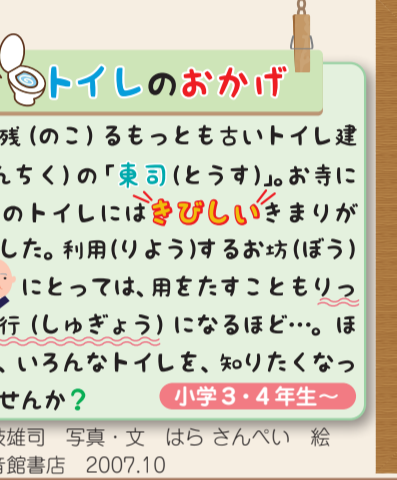 トイレのおかげ
残(のこ)るもっとも古いトイレ建
んちく)の「東司(とうす)」。お寺に
のトイレにはきびしいきまりが
した。利用(りよう)するお坊(ぼう)
にとっては、用をたすこともりっ
行(しゅぎょう)になるほど…。ほ
、いろんなトイレを、知りたくなっ
せんか?
小学3・4年生~
雄司 写真・文 はら さんぺい 絵
音館書店 2007.10